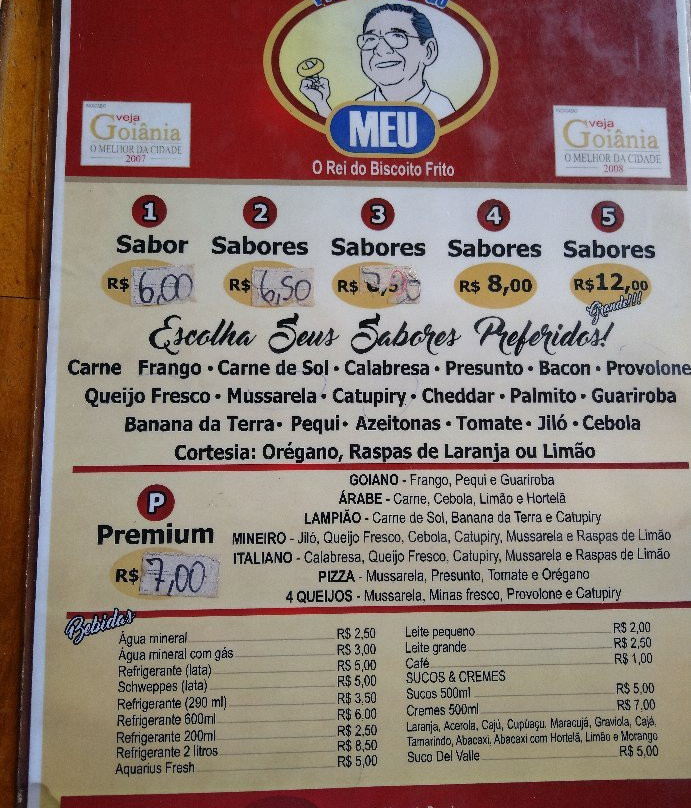 INDICADO
veja
Goiânia
O MELHOR DA CIDADE
2007
MEU
O Rei do Biscoito Frito
veja
Goiânia
O MELHOR DA CIDADE
2008
1 2 3 4 5
Sabor Sabores Sabores Sabores Sabores
R$ 6,00 R$ 6,50 R$ R$ 8,00 R$12,00
Grande!!!
Escolha Seus Sabores Preferidos!
Carne Frango • Carne de Sol • Calabresa • Presunto • Bacon • Provolone
Queijo Fresco • Mussarela • Catupiry • Cheddar • Palmito • Guariroba
Banana da Terra • Pequi • Azeitonas • Tomate • Jiló • Cebola
Cortesia: Orégano, Raspas de Laranja ou Limão
P
Premium
R$ 7,00
GOIANO - Frango, Pequi e Guariroba
ÁRABE - Carne, Cebola, Limão e Hortelã
LAMPIÃO - Carne de Sol, Banana da Terra e Catupiry
MINEIRO - Jiló, Queijo Fresco, Cebola, Catupiry, Mussarela e Raspas de Limão
ITALIANO - Calabresa, Queijo Fresco, Catupiry, Mussarela e Raspas de Limão
PIZZA - Mussarela, Presunto, Tomate e Orégano
4 QUEIJOS - Mussarela, Minas fresco, Provolone e Catupiry
Bebidas
Água mineral R$ 2,50
Água mineral com gás R$ 3,00
Refrigerante (lata) R$ 5,00
Schweppes (lata) R$ 5,00
Refrigerante (290 ml) R$ 3,50
Refrigerante 600ml R$ 6,00
Refrigerante 200ml R$ 2,50
Refrigerante 2 litros R$ 8,50
Aquarius Fresh R$ 5,00
Leite pequeno R$ 2,00
Leite grande R$ 2,50
Café R$ 1,00
SUCOS & CREMES
Sucos 500ml R$ 5,00
Cremes 500ml R$ 7,00
Laranja, Acerola, Cajú, Cupuaçu, Maracujá, Graviola, Cajá,
Tamarindo, Abacaxi, Abacaxi com Hortelã, Limão e Morango
Suco Del Valle R$ 5,00